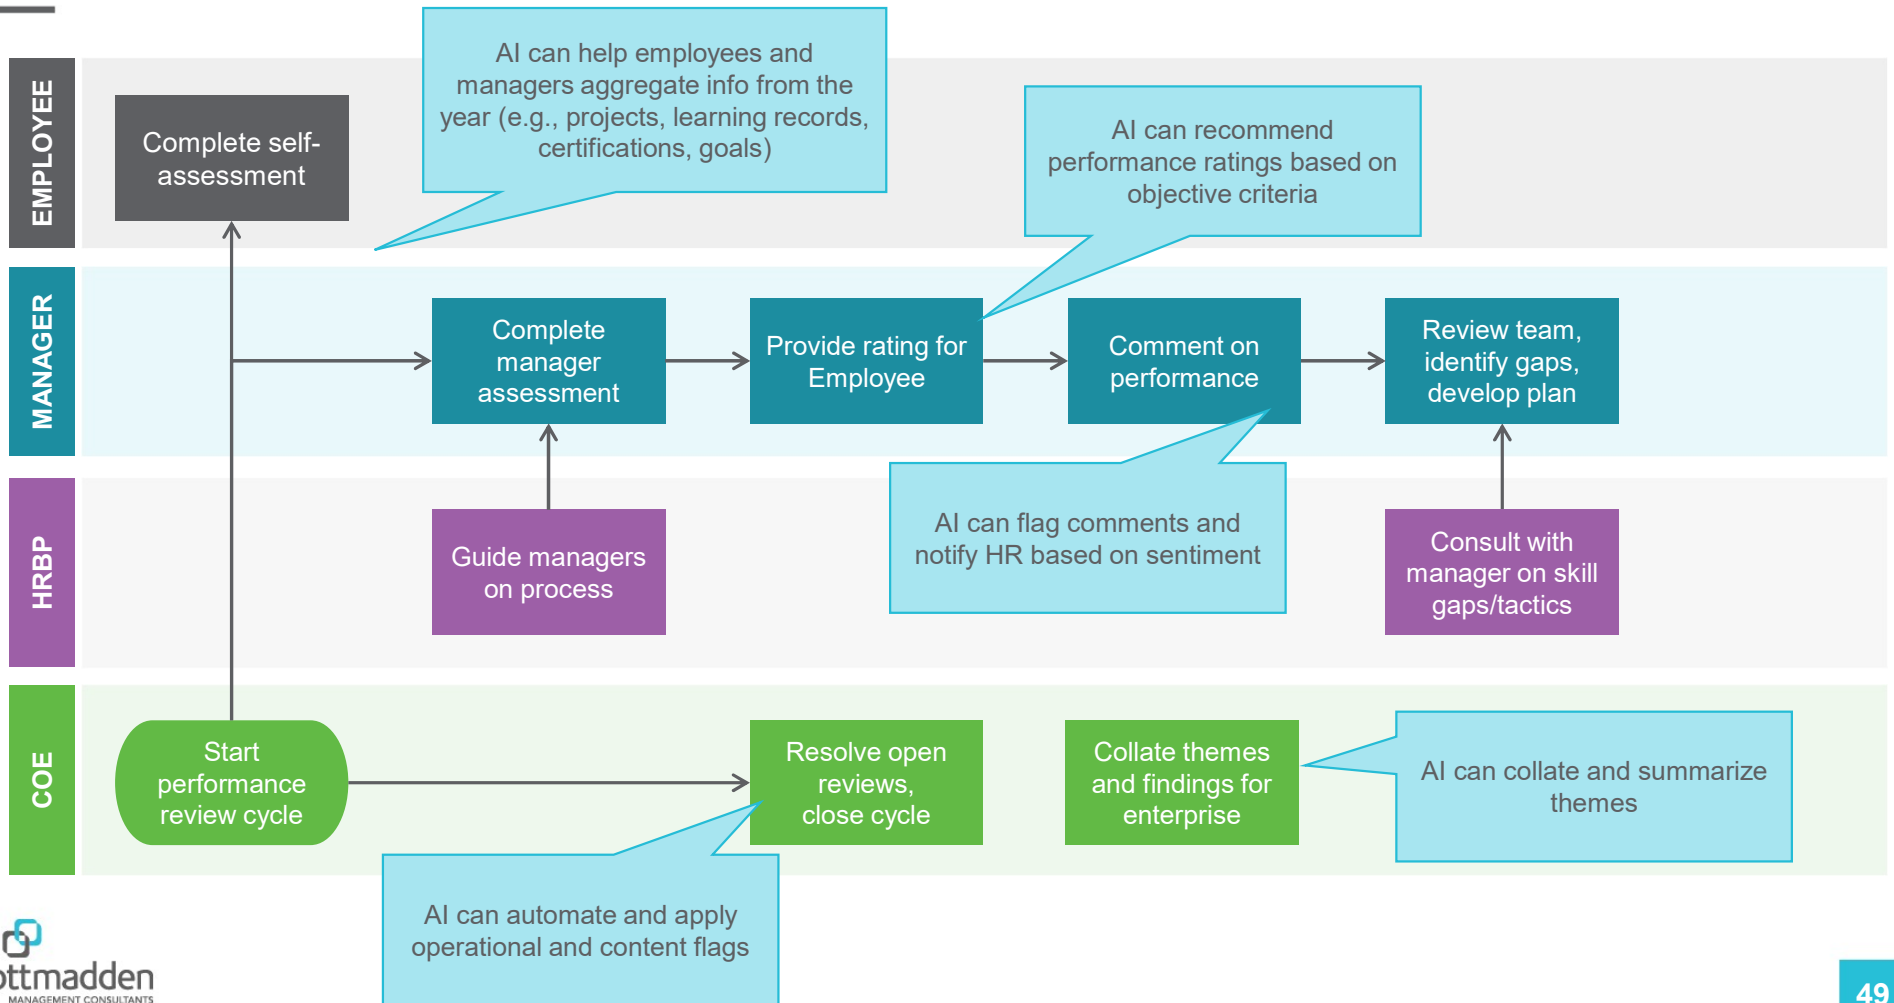 AI can help employees and
managers aggregate info from the
year (e.g., projects, learning records,
certifications, goals)
EMPLOYEE
Complete self-
assessment
AI can recommend
performance ratings based on
objective criteria
MANAGER
Complete
manager
assessment
Provide rating for
Employee
Comment on
performance
Review team,
identify gaps,
develop plan
HRBP
Guide managers
on process
AI can flag comments and
notify HR based on sentiment
Consult with
manager on skill
gaps/tactics
COE
Start
performance
review cycle
Resolve open
reviews,
close cycle
Collate themes
and findings for
enterprise
AI can collate and summarize
themes
AI can automate and apply
operational and content flags
ottmadden
MANAGEMENT CONSULTANTS
49